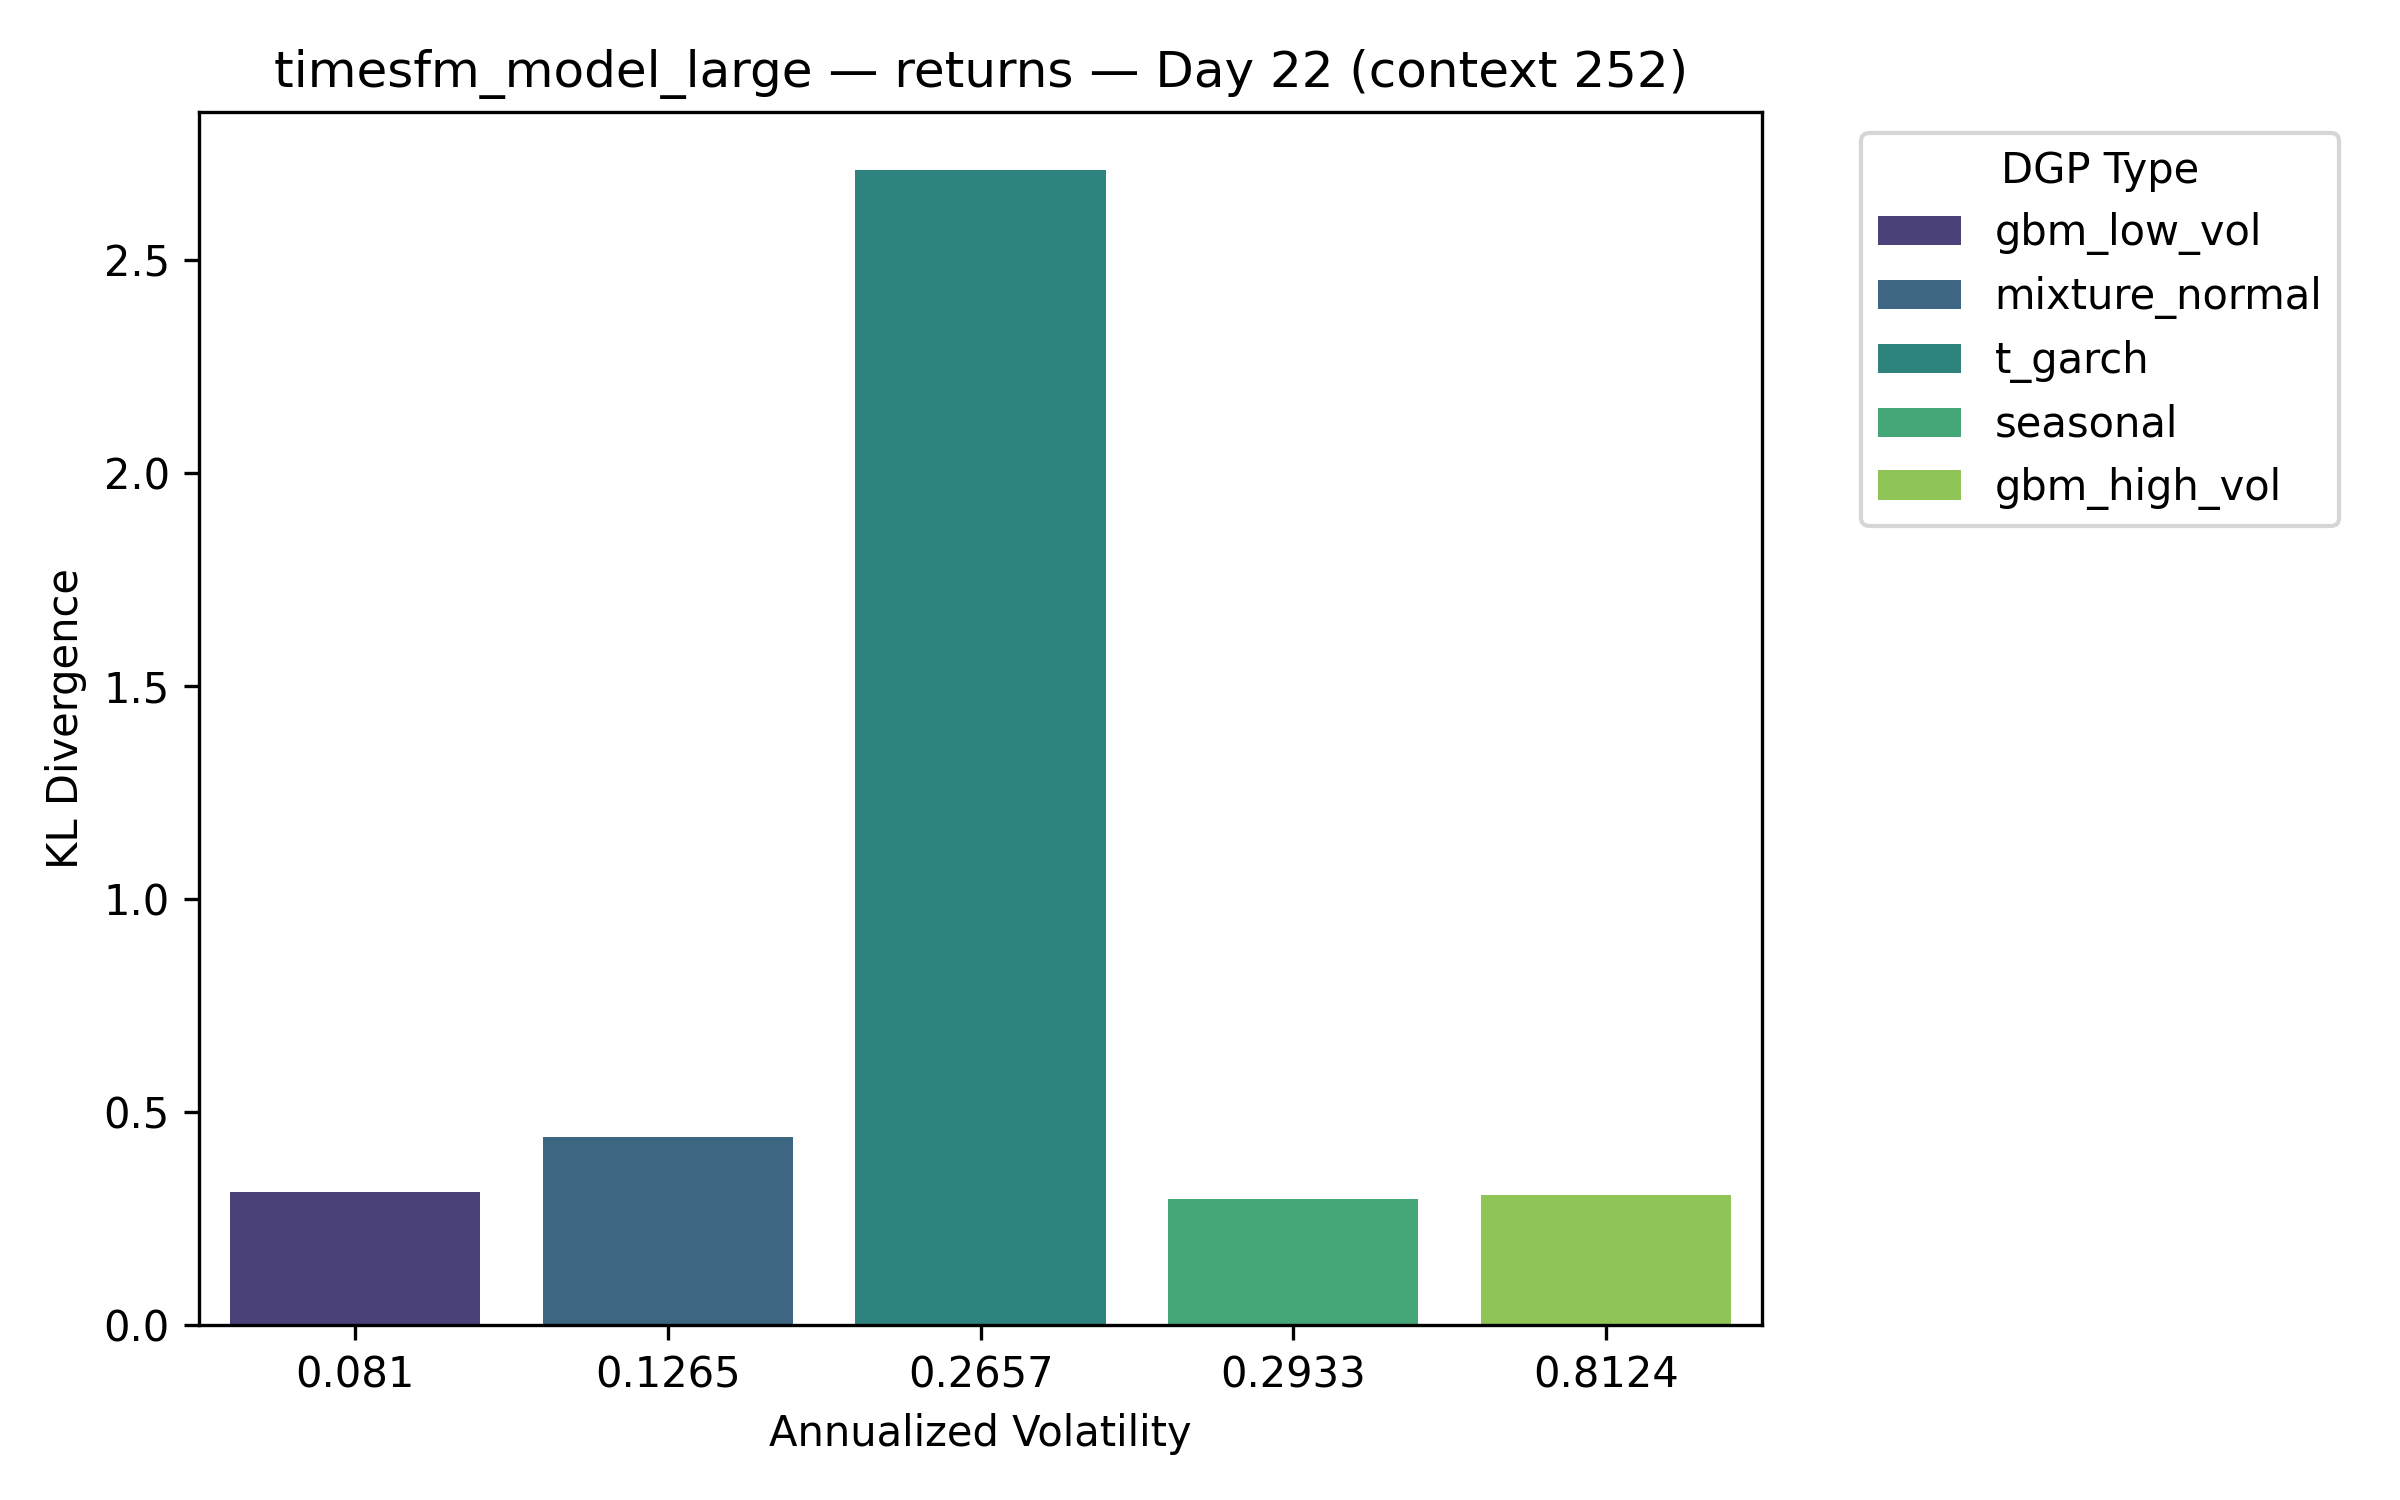 timesfm_model_large — returns — Day 22 (context 252)
DGP Type
gbm_low_vol
mixture_normal
t_garch
seasonal
gbm_high_vol
KL Divergence
2.5
2.0
1.5
1.0
0.5
0.0
0.081 0.1265 0.2657 0.2933 0.8124
Annualized Volatility